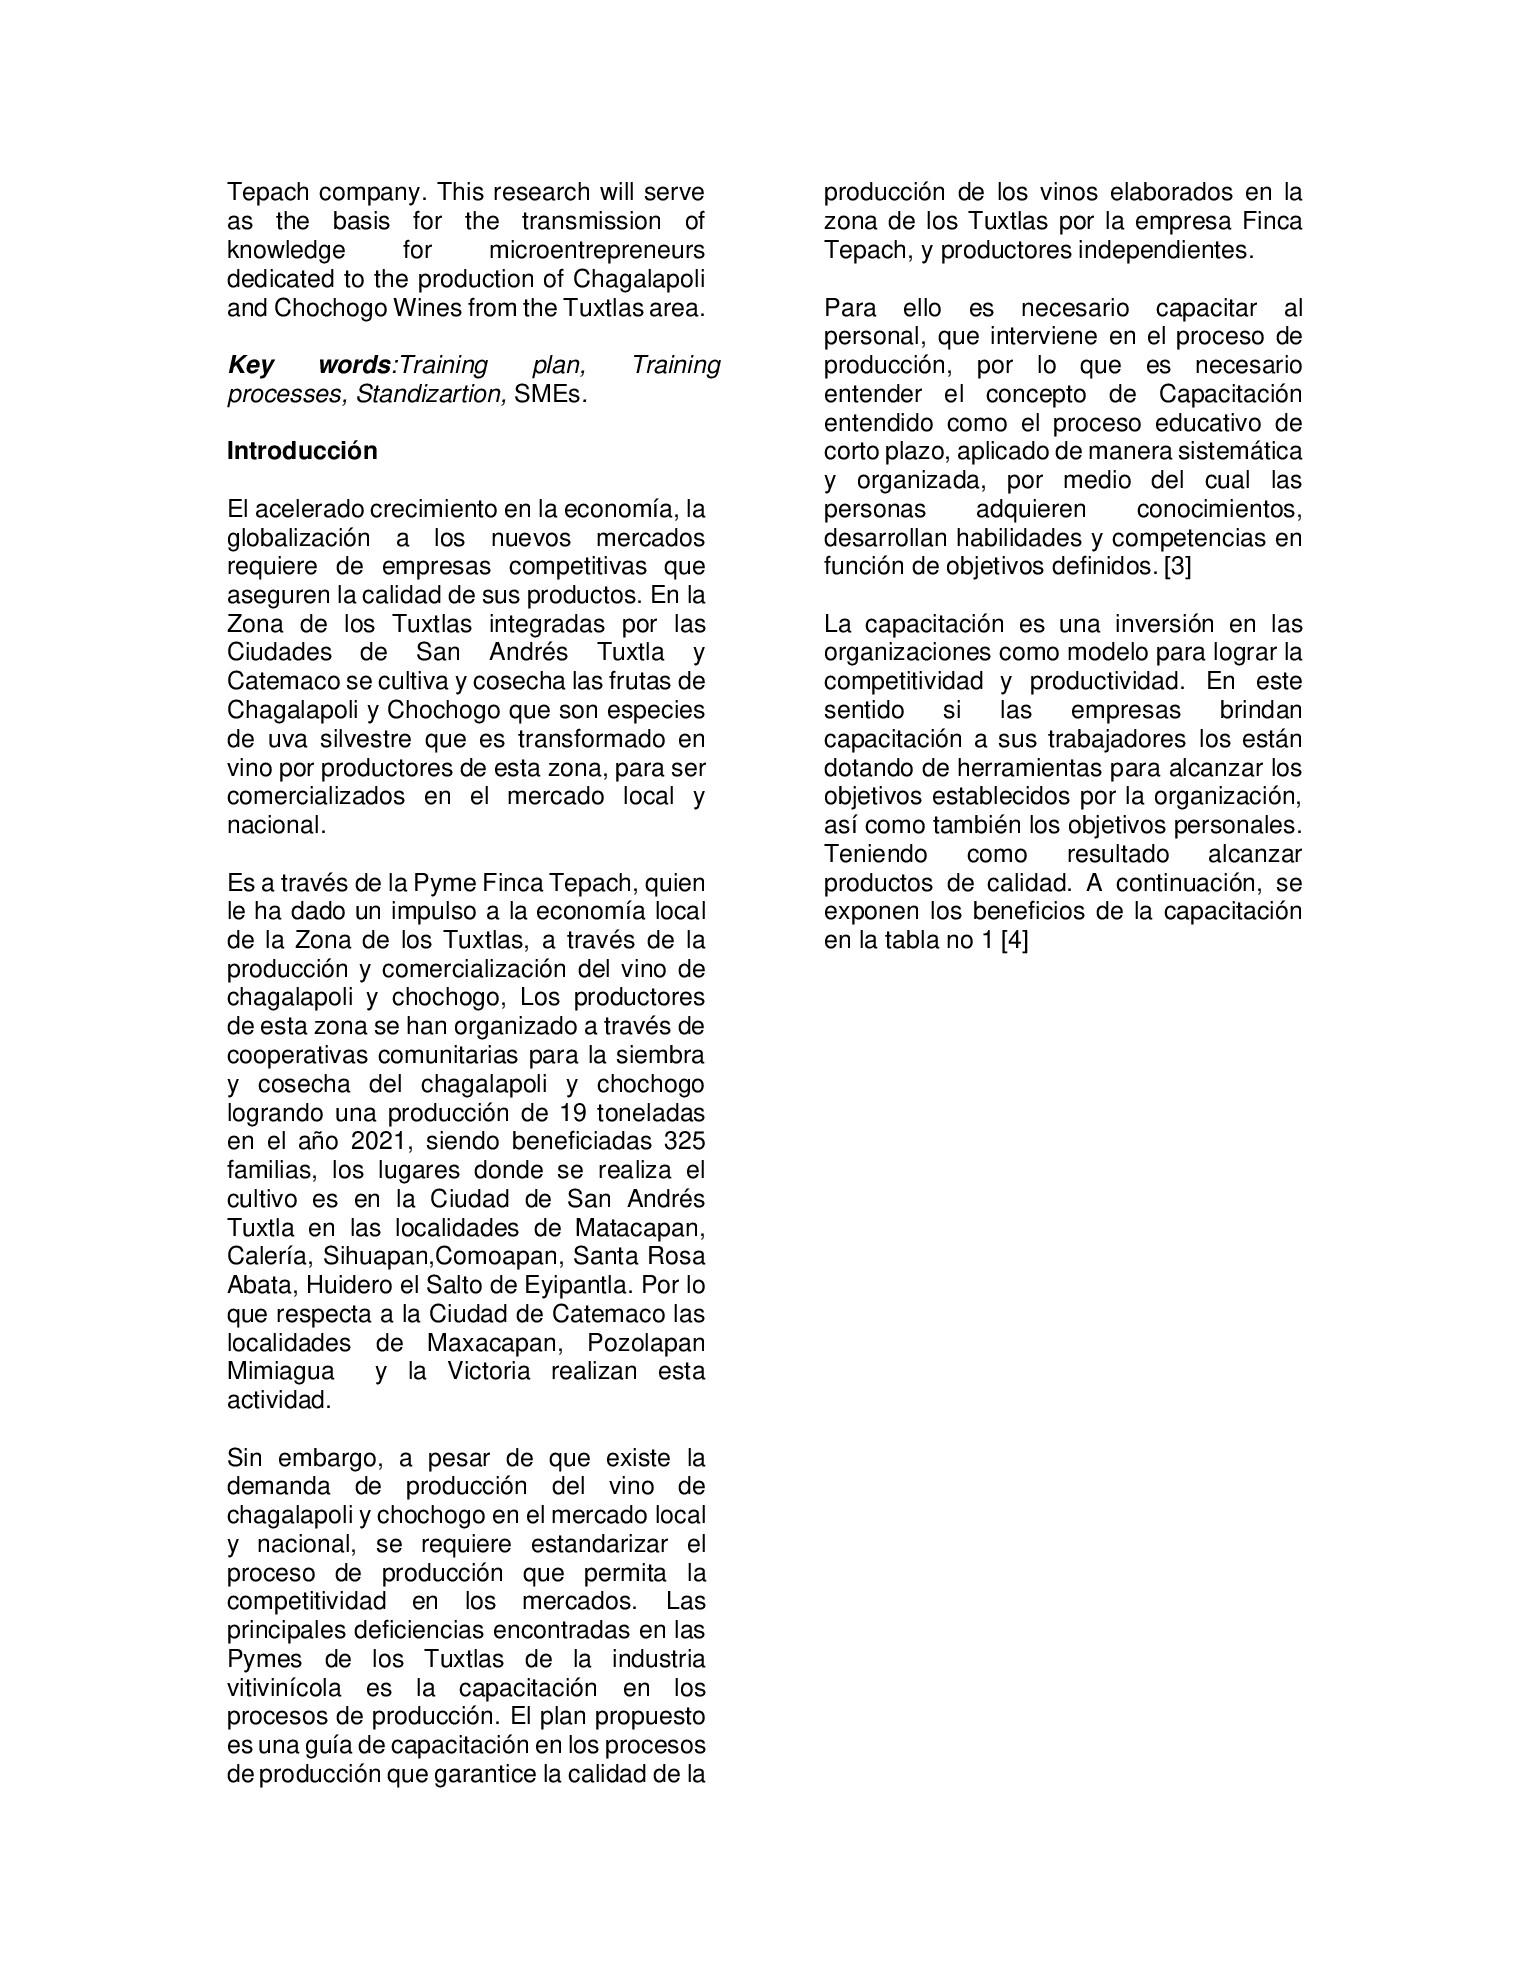 Tepach company. This research will serve
as the basis for the transmission of
knowledge for microentrepreneurs
dedicated to the production of Chagalapoli
and Chochogo Wines from the Tuxtlas area.
Key words:Training plan, Training
processes, Standizartion, SMEs.
Introducción
El acelerado crecimiento en la economía, la
globalización a los nuevos mercados
requiere de empresas competitivas que
aseguren la calidad de sus productos. En la
Zona de los Tuxtlas integradas por las
Ciudades de San Andrés Tuxtla y
Catemaco se cultiva y cosecha las frutas de
Chagalapoli y Chochogo que son especies
de uva silvestre que es transformado en
vino por productores de esta zona, para ser
comercializados en el mercado local y
nacional.
Es a través de la Pyme Finca Tepach, quien
le ha dado un impulso a la economía local
de la Zona de los Tuxtlas, a través de la
producción y comercialización del vino de
chagalapoli y chochogo, Los productores
de esta zona se han organizado a través de
cooperativas comunitarias para la siembra
y cosecha del chagalapoli y chochogo
logrando una producción de 19 toneladas
en el año 2021, siendo beneficiadas 325
familias, los lugares donde se realiza el
cultivo es en la Ciudad de San Andrés
Tuxtla en las localidades de Matacapan,
Calería, Sihuapan,Comoapan, Santa Rosa
Abata, Huidero el Salto de Eyipantla. Por lo
que respecta a la Ciudad de Catemaco las
localidades de Maxacapan, Pozolapan
Mimiagua y la Victoria realizan esta
actividad.
Sin embargo, a pesar de que existe la
demanda de producción del vino de
chagalapoli y chochogo en el mercado local
y nacional, se requiere estandarizar el
proceso de producción que permita la
competitividad en los mercados. Las
principales deficiencias encontradas en las
Pymes de los Tuxtlas de la industria
vitivinícola es la capacitación en los
procesos de producción. El plan propuesto
es una guía de capacitación en los procesos
de producción que garantice la calidad de la
producción de los vinos elaborados en la
zona de los Tuxtlas por la empresa Finca
Tepach, y productores independientes.
Para ello es necesario capacitar al
personal, que interviene en el proceso de
producción, por lo que es necesario
entender el concepto de Capacitación
entendido como el proceso educativo de
corto plazo, aplicado de manera sistemática
y organizada, por medio del cual las
personas adquieren conocimientos,
desarrollan habilidades y competencias en
función de objetivos definidos. [3]
La capacitación es una inversión en las
organizaciones como modelo para lograr la
competitividad y productividad. En este
sentido si las empresas brindan
capacitación a sus trabajadores los están
dotando de herramientas para alcanzar los
objetivos establecidos por la organización,
así como también los objetivos personales.
Teniendo como resultado alcanzar
productos de calidad. A continuación, se
exponen los beneficios de la capacitación
en la tabla no 1 [4]